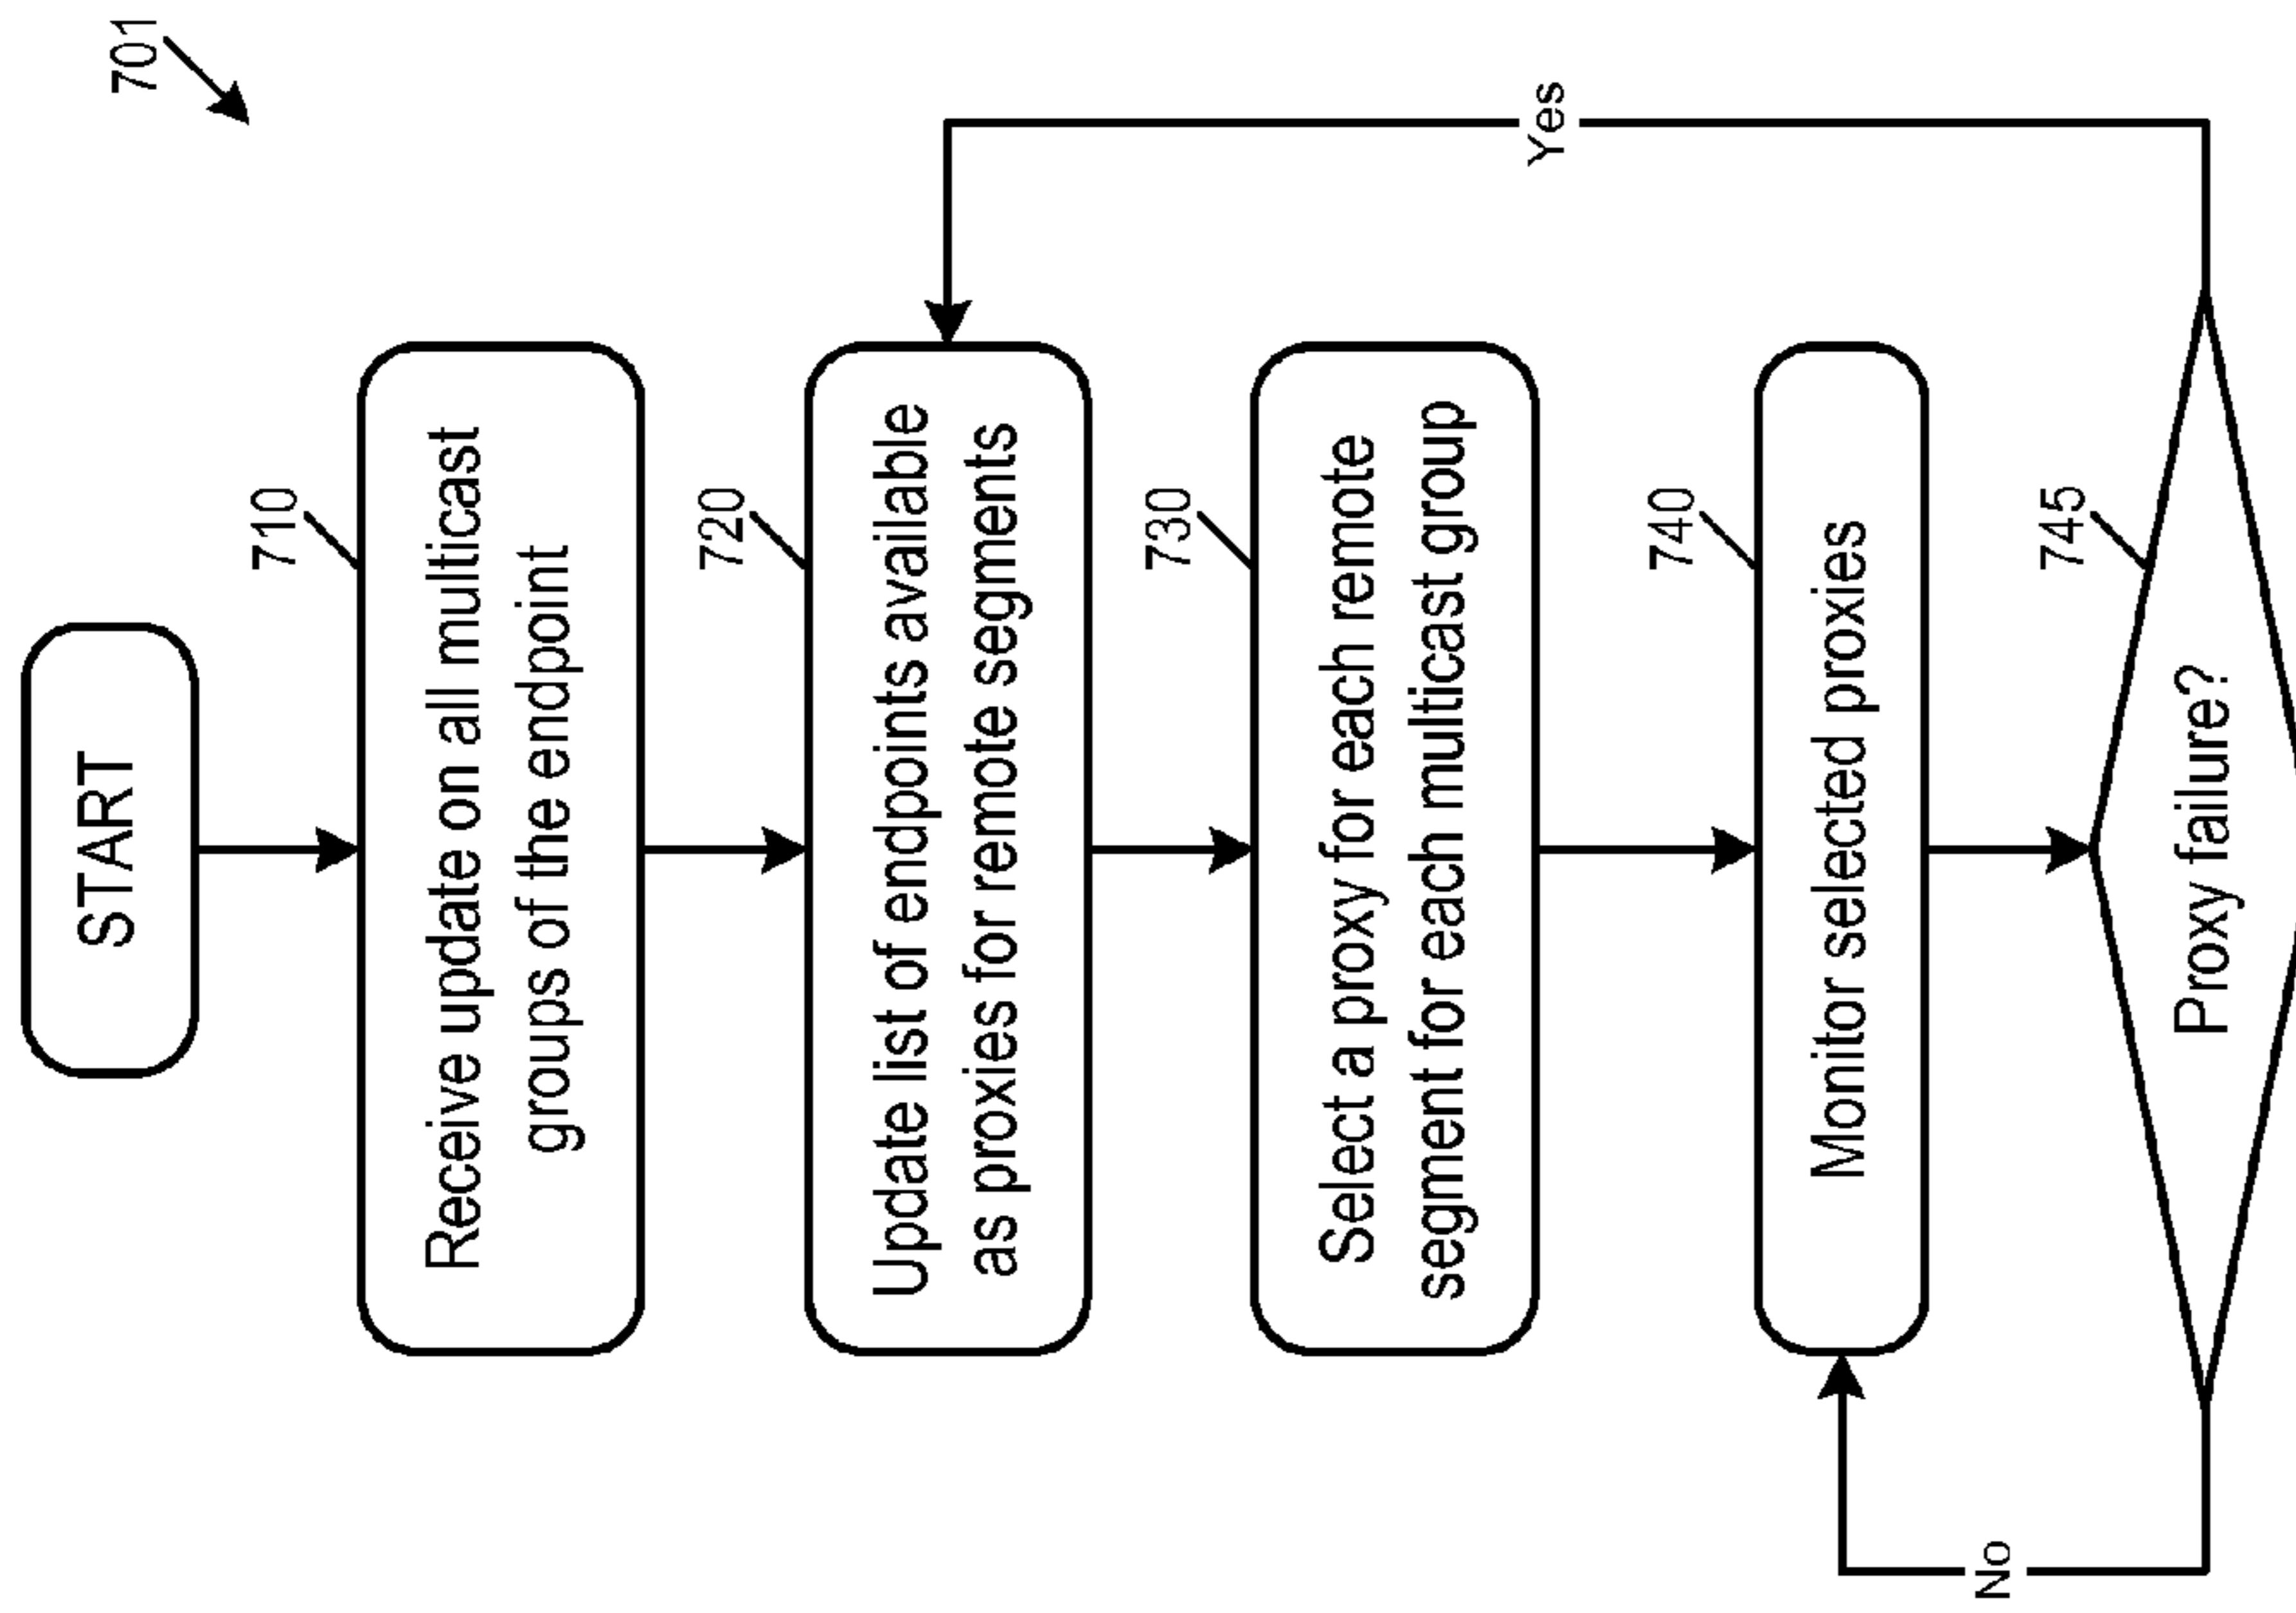 701
START
710
Receive update on all multicast
groups of the endpoint
720
Update list of endpoints available
as proxies for remote segments
730
Select a proxy for each remote
segment for each multicast group
740
Monitor selected proxies
745
Proxy failure?
Yes
No